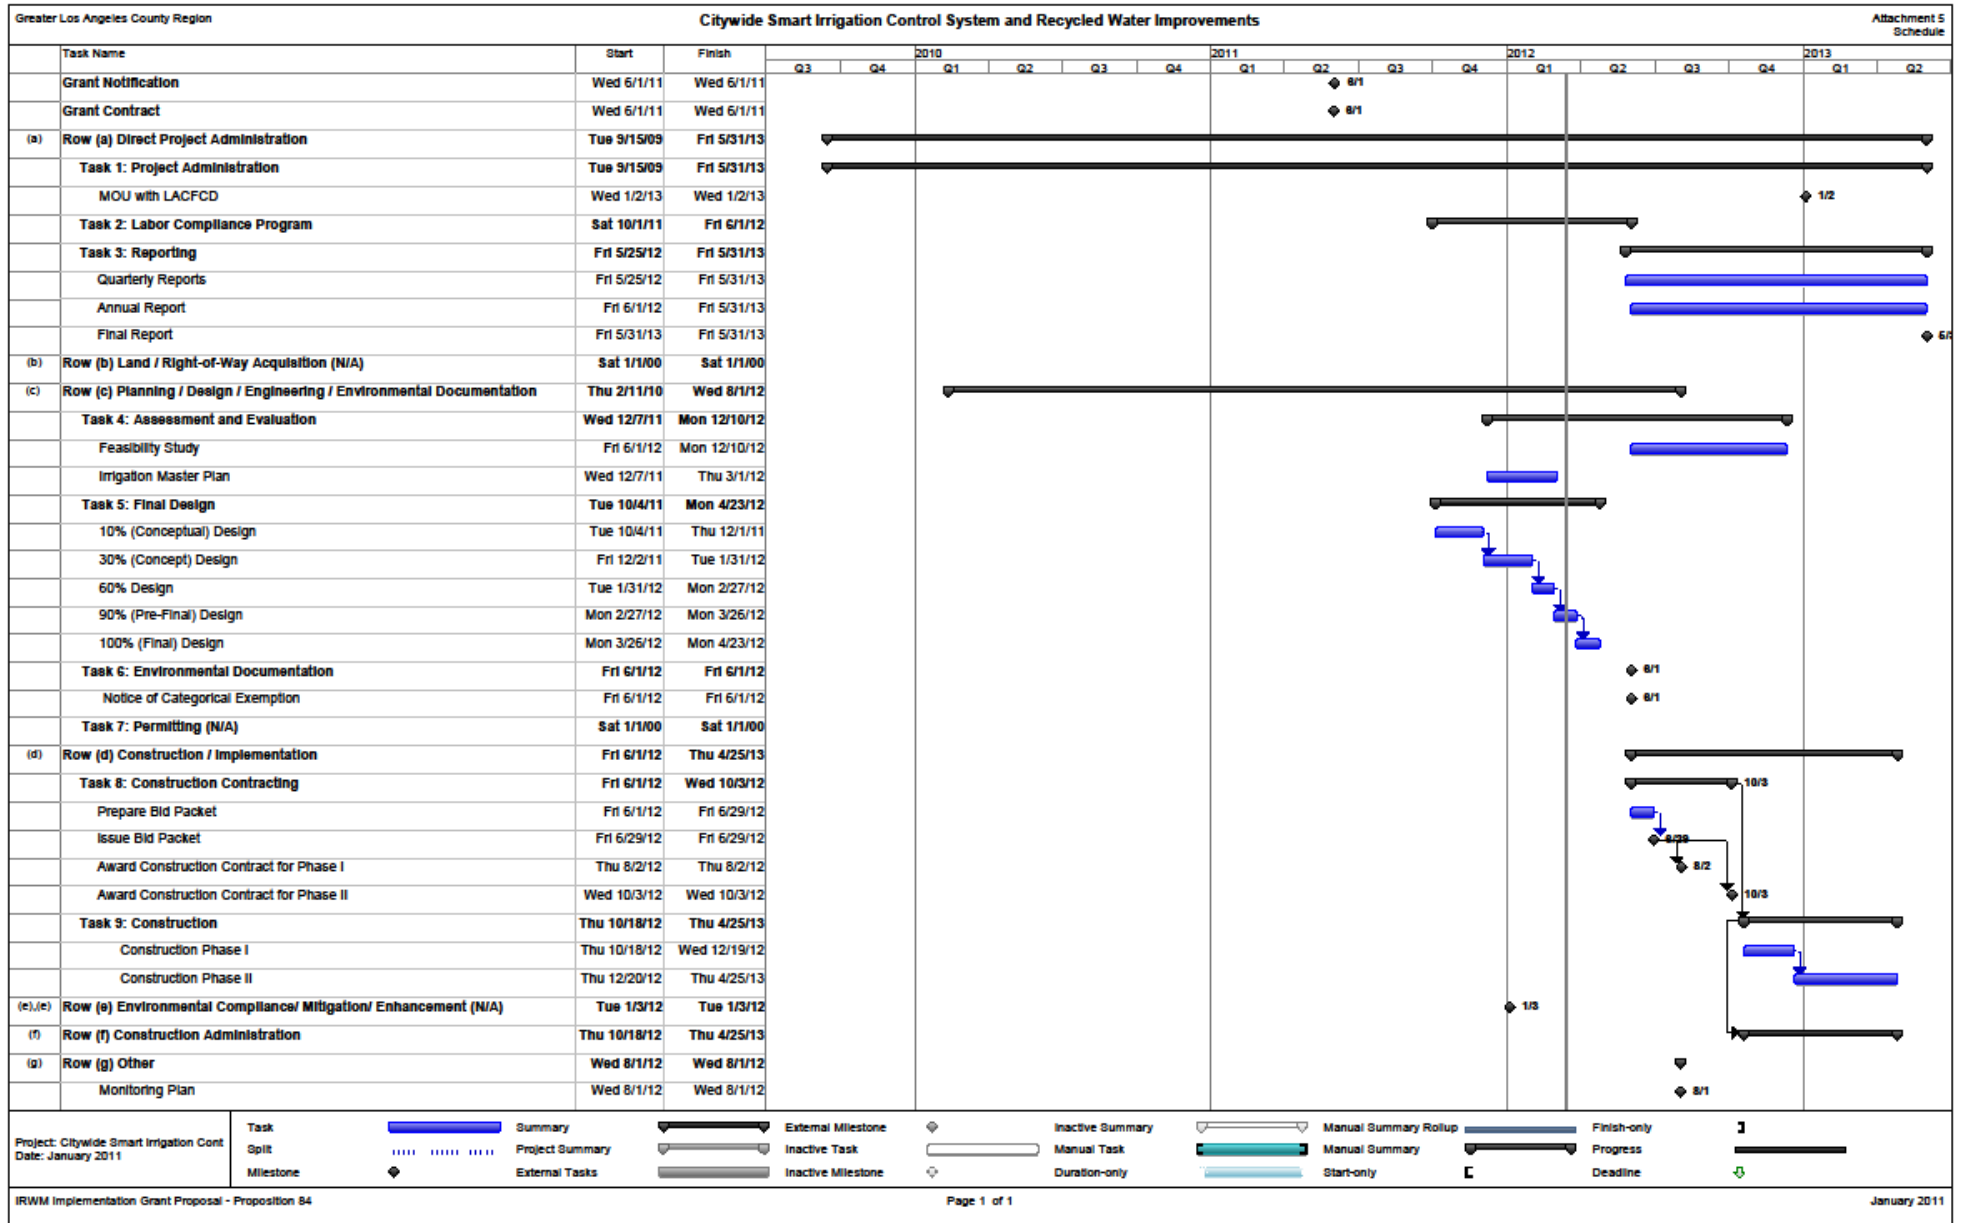 Greater Los Angeles County Region
Citywide Smart Irrigation Control System and Recycled Water Improvements
Attachment 5
Schedule
Task Name Start Finish 2010 2011 2012 2013
Q3 Q4 Q1 Q2 Q3 Q4 Q1 Q2 Q3 Q4 Q1 Q2 Q3 Q4 Q1 Q2
Grant Notification Wed 6/1/11 Wed 6/1/11 6/1
Grant Contract Wed 6/1/11 Wed 6/1/11 6/1
(a) Row (a) Direct Project Administration Tue 9/15/09 Fri 5/31/13
Task 1: Project Administration Tue 9/15/09 Fri 5/31/13
MOU with LACFCD Wed 1/2/13 Wed 1/2/13 1/2
Task 2: Labor Compliance Program Sat 10/1/11 Fri 6/1/12
Task 3: Reporting Fri 5/25/12 Fri 5/31/13
Quarterly Reports Fri 5/25/12 Fri 5/31/13
Annual Report Fri 6/1/12 Fri 5/31/13
Final Report Fri 5/31/13 Fri 5/31/13
(b) Row (b) Land / Right-of-Way Acquisition (N/A) Sat 1/1/00 Sat 1/1/00
(c) Row (c) Planning / Design / Engineering / Environmental Documentation Thu 2/11/10 Wed 8/1/12
Task 4: Assessment and Evaluation Wed 12/7/11 Mon 12/10/12
Feasibility Study Fri 6/1/12 Mon 12/10/12
Irrigation Master Plan Wed 12/7/11 Thu 3/1/12
Task 5: Final Design Tue 10/4/11 Mon 4/23/12
10% (Conceptual) Design Tue 10/4/11 Thu 12/1/11
30% (Concept) Design Fri 12/2/11 Tue 1/31/12
60% Design Tue 1/31/12 Mon 2/27/12
90% (Pre-Final) Design Mon 2/27/12 Mon 3/26/12
100% (Final) Design Mon 3/26/12 Mon 4/23/12
Task 6: Environmental Documentation Fri 6/1/12 Fri 6/1/12 6/1
Notice of Categorical Exemption Fri 6/1/12 Fri 6/1/12 6/1
Task 7: Permitting (N/A) Sat 1/1/00 Sat 1/1/00
(d) Row (d) Construction / Implementation Fri 6/1/12 Thu 4/25/13
Task 8: Construction Contracting Fri 6/1/12 Wed 10/3/12 10/3
Prepare Bid Packet Fri 6/1/12 Fri 6/29/12
Issue Bid Packet Fri 6/29/12 Fri 6/29/12 6/29
Award Construction Contract for Phase I Thu 8/2/12 Thu 8/2/12 8/2
Award Construction Contract for Phase II Wed 10/3/12 Wed 10/3/12 10/3
Task 9: Construction Thu 10/18/12 Thu 4/25/13
Construction Phase I Thu 10/18/12 Wed 12/19/12
Construction Phase II Thu 12/20/12 Thu 4/25/13
(e),(e) Row (e) Environmental Compliance/ Mitigation/ Enhancement (N/A) Tue 1/3/12 Tue 1/3/12 1/3
(f) Row (f) Construction Administration Thu 10/18/12 Thu 4/25/13
(g) Row (g) Other Wed 8/1/12 Wed 8/1/12
Monitoring Plan Wed 8/1/12 Wed 8/1/12 8/1
Project: Citywide Smart Irrigation Cont
Date: January 2011
Task Summary External Milestone Inactive Summary Manual Summary Rollup Finish-only
Split Project Summary Inactive Task Manual Task Manual Summary Progress
Milestone External Tasks Inactive Milestone Duration-only Start-only Deadline
IRWM Implementation Grant Proposal - Proposition 84
Page 1 of 1
January 2011